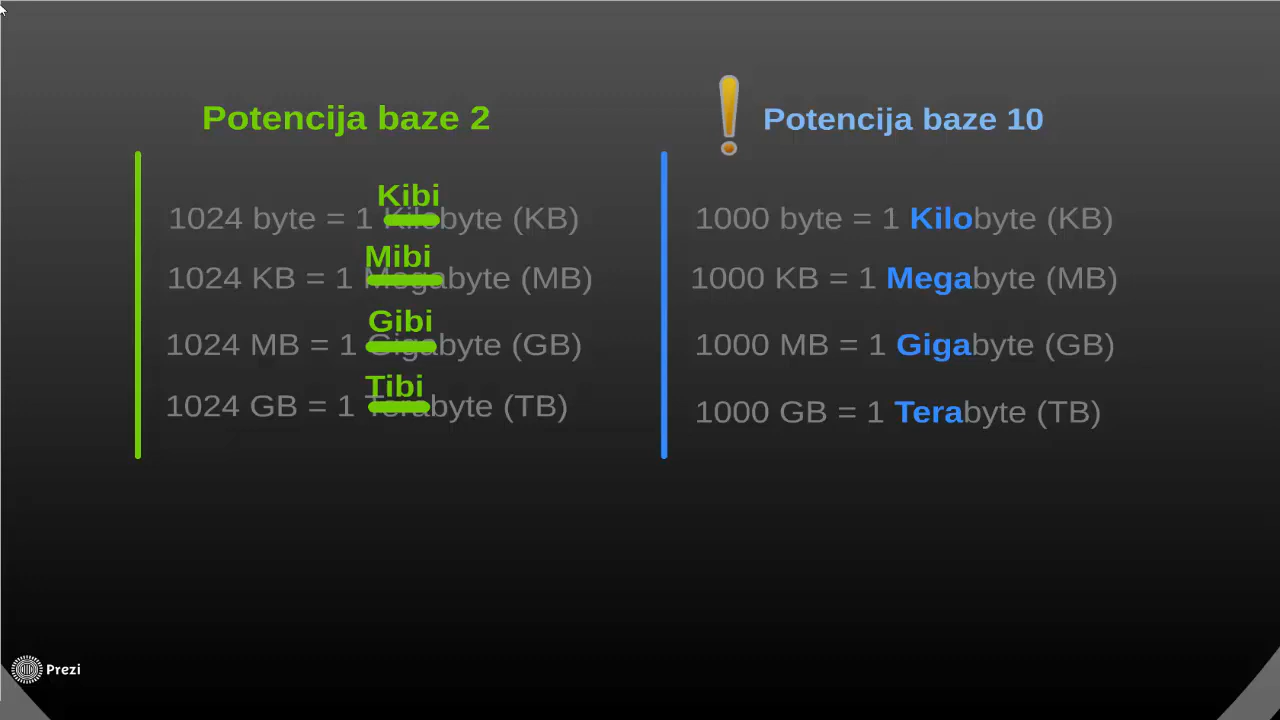 Potencija baze 2
Kibi
1024 byte = 1 Kilobyte (KB)
Mibi
1024 KB = 1 Megabyte (MB)
Gibi
1024 MB = 1 Gigabyte (GB)
Tibi
1024 GB = 1 Terabyte (TB)
! Potencija baze 10
1000 byte = 1 Kilobyte (KB)
1000 KB = 1 Megabyte (MB)
1000 MB = 1 Gigabyte (GB)
1000 GB = 1 Terabyte (TB)
Prezi